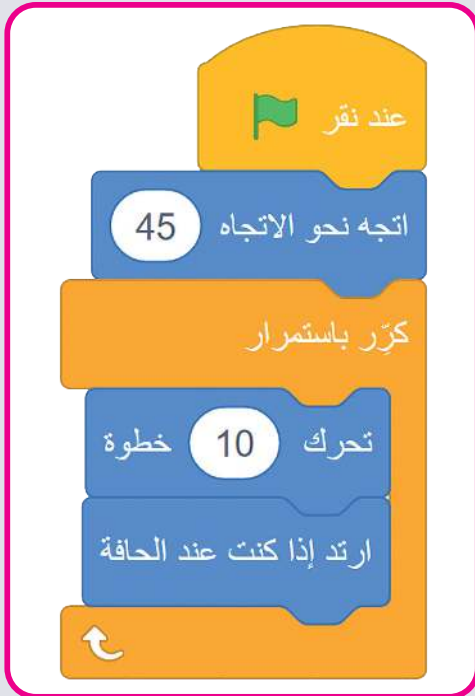 عند نقر
اتجه نحو الاتجاه 45
كرّر باستمرار
تحرك 10 خطوة
ارتد إذا كنت عند الحافة